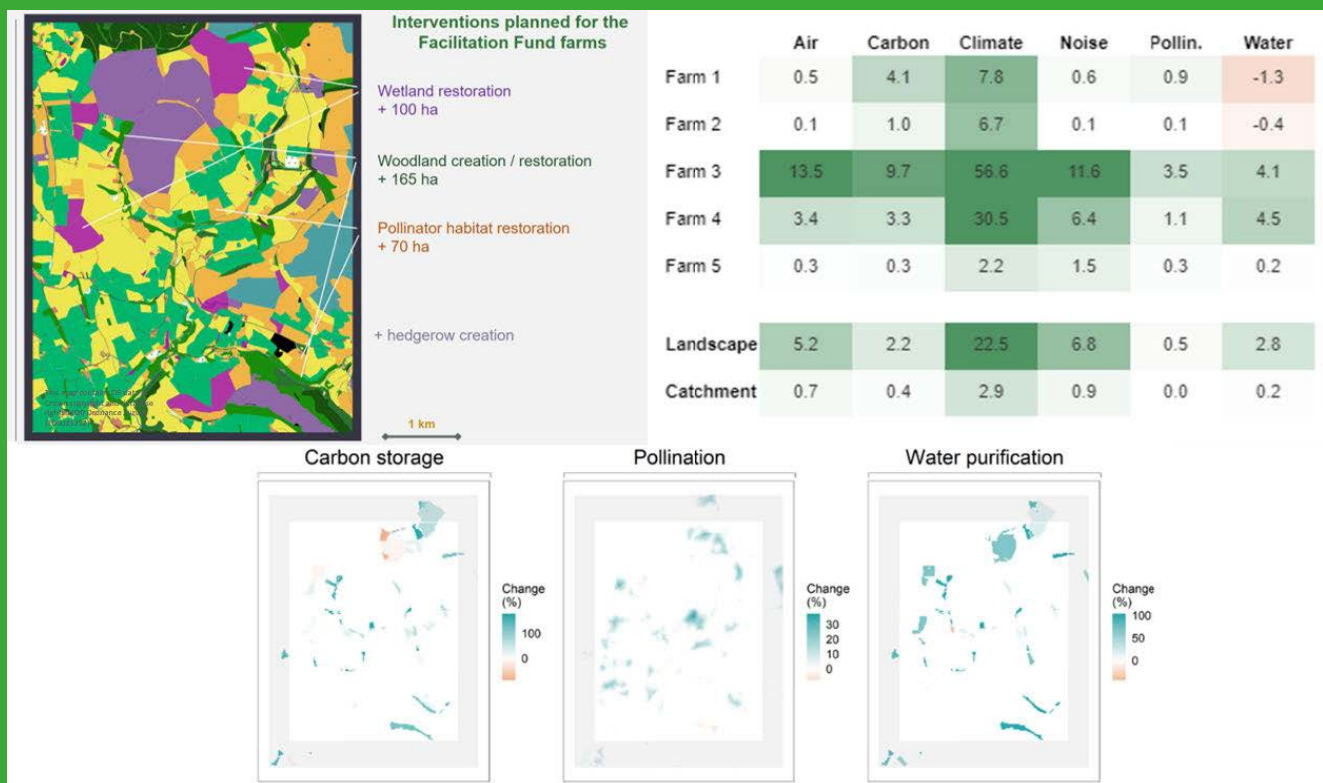 Interventions planned for the
Facilitation Fund farms
Wetland restoration
+ 100 ha
Woodland creation / restoration
+ 165 ha
Pollinator habitat restoration
+ 70 ha
+ hedgerow creation
1 km
Air Carbon Climate Noise Pollin. Water
Farm 1 0.5 4.1 7.8 0.6 0.9 -1.3
Farm 2 0.1 1.0 6.7 0.1 0.1 -0.4
Farm 3 13.5 9.7 56.6 11.6 3.5 4.1
Farm 4 3.4 3.3 30.5 6.4 1.1 4.5
Farm 5 0.3 0.3 2.2 1.5 0.3 0.2
Landscape 5.2 2.2 22.5 6.8 0.5 2.8
Catchment 0.7 0.4 2.9 0.9 0.0 0.2
Carbon storage
Change
(%)
100
0
Pollination
Change
(%)
30
20
10
0
Water purification
Change
(%)
100
50
0